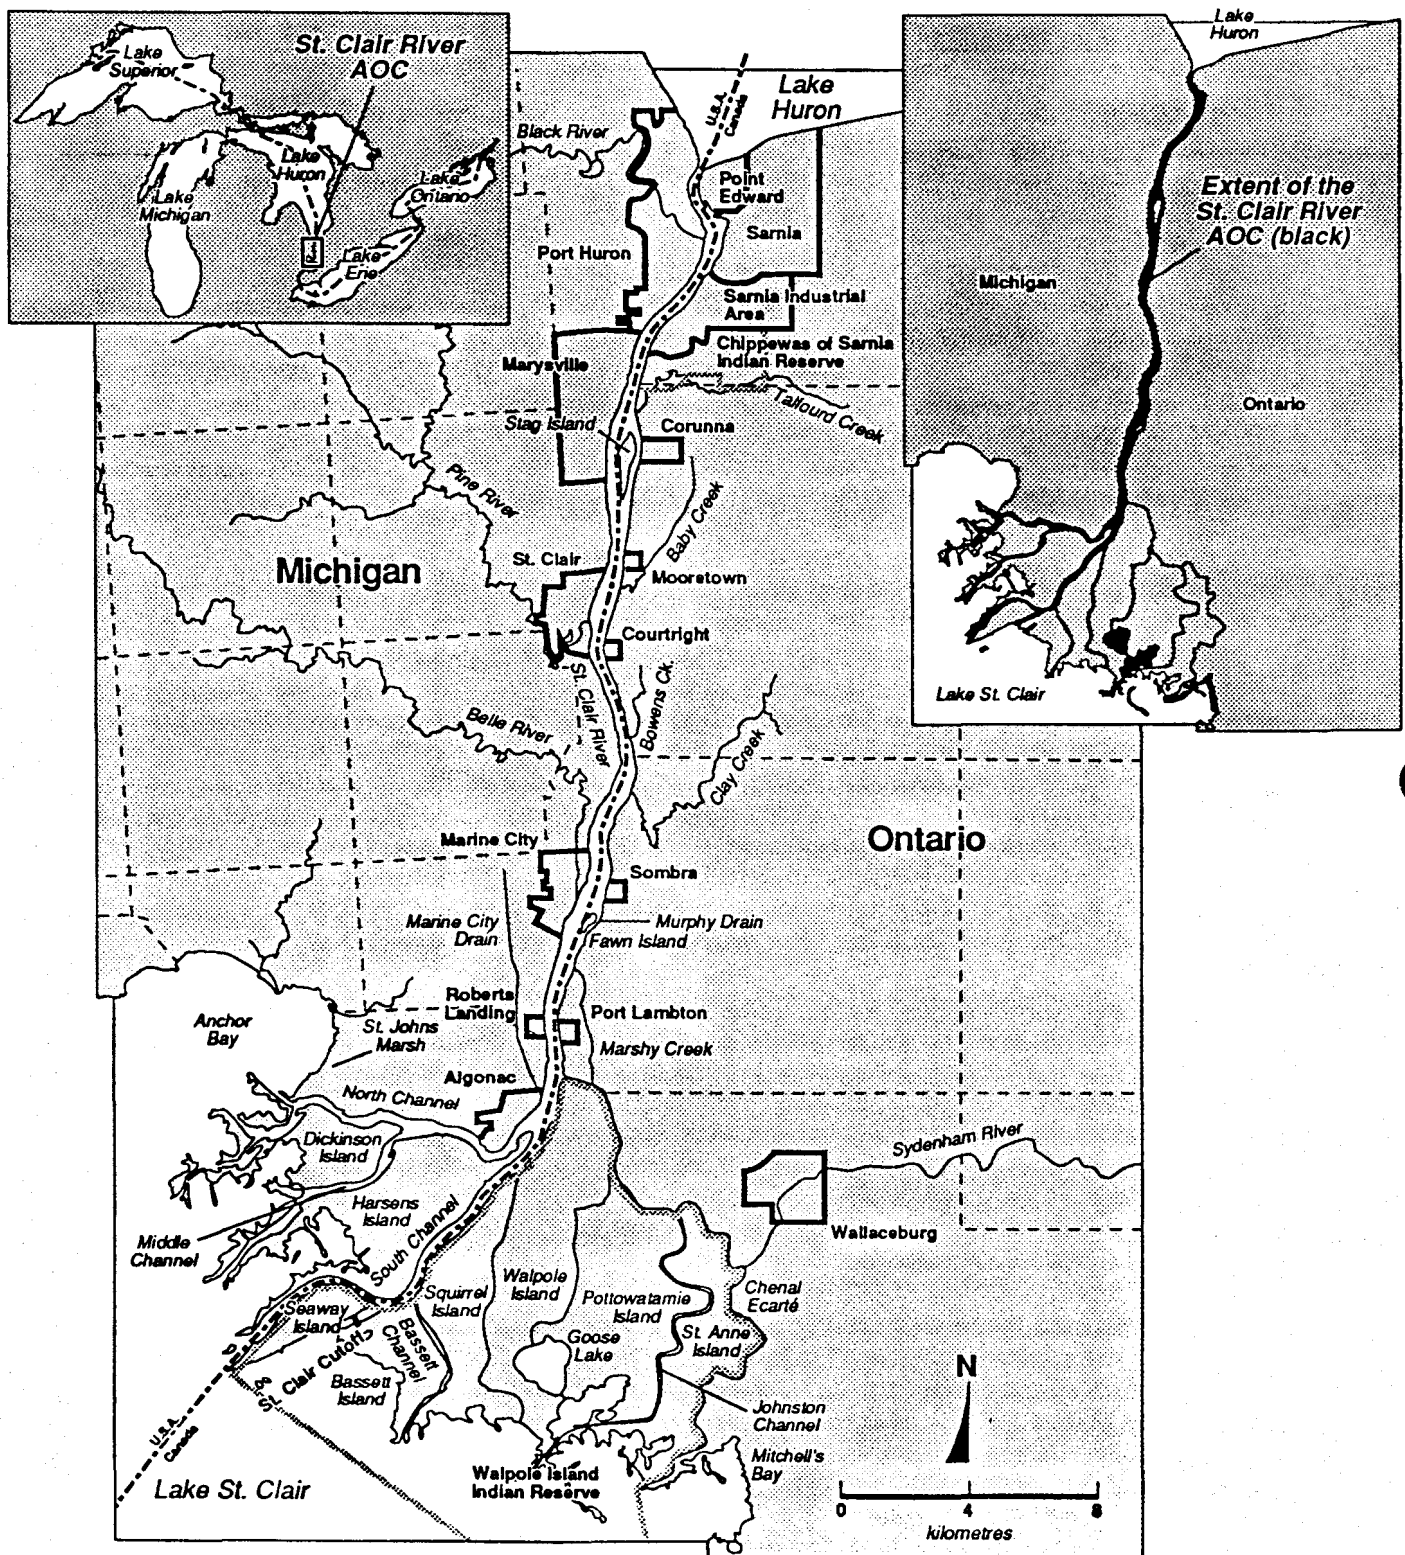 Lake
Superior
St. Clair River
AOC
Lake
Huron
Lake
Michigan
Lake
Ontario
Lake
Erie
Lake
Huron
U.S.A.
Canada
Black River
Point
Edward
Sarnia
Port Huron
Sarnia Industrial
Area
Chippewas of Sarnia
Indian Reserve
Marysville
Talfourd Creek
Stag Island
Corunna
Pine River
Baby Creek
Michigan
St. Clair
Mooretown
Courtright
St. Clair River
Bowens Ck.
Belle River
Clay Creek
Marine City
Ontario
Sombra
Marine City
Drain
Murphy Drain
Fawn Island
Roberts
Landing
Port Lambton
Anchor
Bay
St. Johns
Marsh
Marshy Creek
Algonac
North Channel
Dickinson
Island
Sydenham River
Harsens
Island
South Channel
Middle
Channel
Wallaceburg
Squirrel
Island
Walpole
Island
Pottowatamie
Island
Chenal
Ecarté
Seaway
Island
St. Anne
Island
Goose
Lake
Bassett
Channel
Clair Cutoff
Bassett
Island
N
Johnston
Channel
U.S.A.
Canada
Mitchell's
Bay
Lake St. Clair
Walpole Island
Indian Reserve
0 4 8
kilometres
Lake
Huron
Extent of the
St. Clair River
AOC (black)
Michigan
Ontario
Lake St. Clair